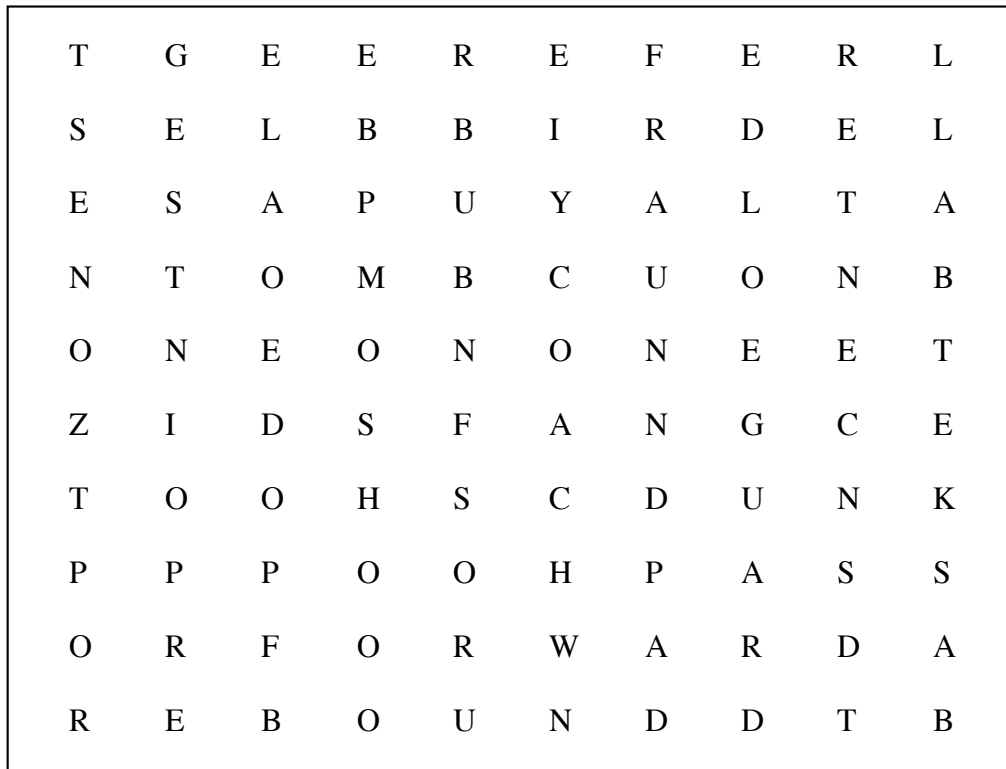 T G E E R E F E R L
S E L B B I R D E L
E S A P U Y A L T A
N T O M B C U O N B
O N E O N O N E E T
Z I D S F A N G C E
T O O H S C D U N K
P P P O O H P A S S
O R F O R W A R D A
R E B O U N D D T B